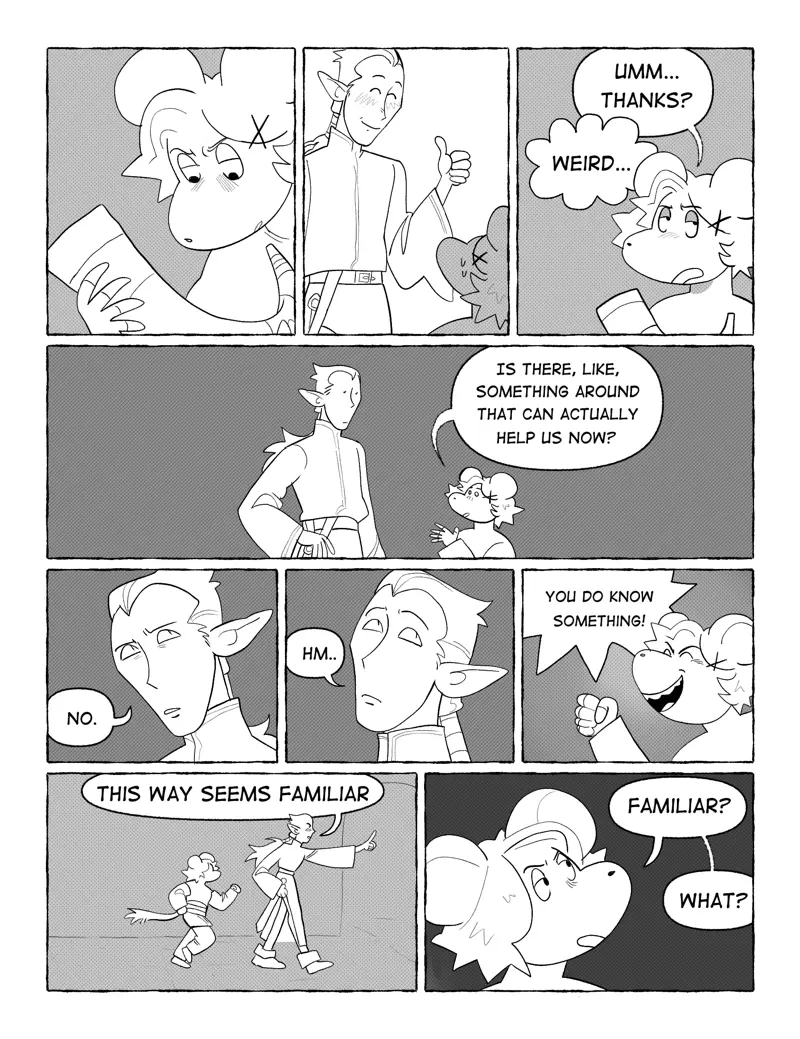 UMM...
THANKS?
WEIRD...
IS THERE, LIKE,
SOMETHING AROUND
THAT CAN ACTUALLY
HELP US NOW?
NO.
HM..
YOU DO KNOW
SOMETHING!
THIS WAY SEEMS FAMILIAR
FAMILIAR?
WHAT?